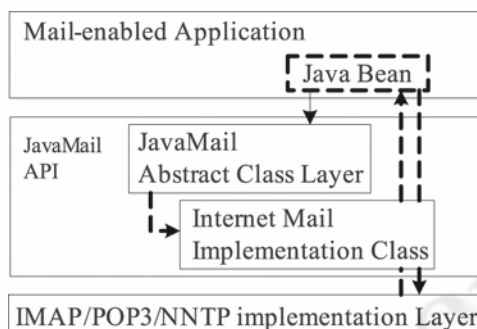 Mail-enabled Application
Java Bean
JavaMail
API
JavaMail
Abstract Class Layer
Internet Mail
Implementation Class
IMAP/POP3/NNTP implementation Layer